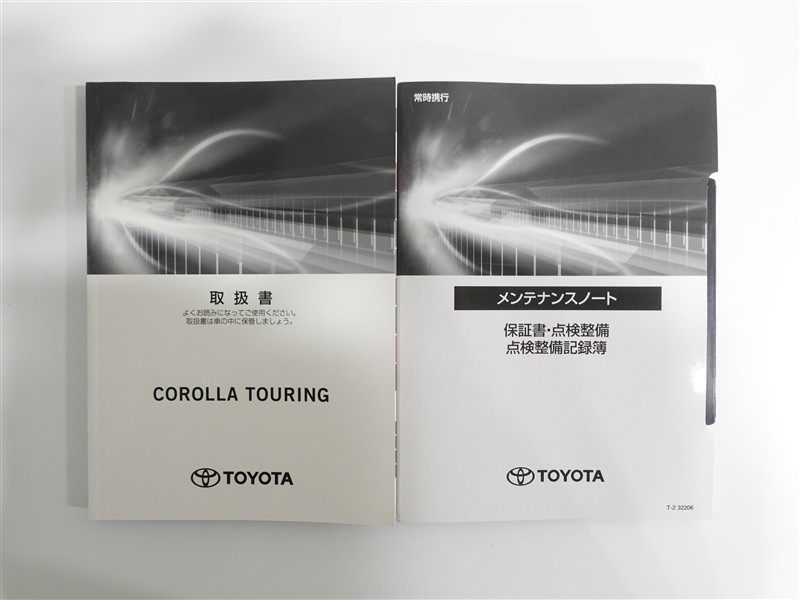 取扱書
よくお読みになってご使用ください。
取扱書は車の中に保管しましょう。
COROLLA TOURING
TOYOTA
常時携行
メンテナンスノート
保証書・点検整備
点検整備記録簿
TOYOTA
T-2 32206